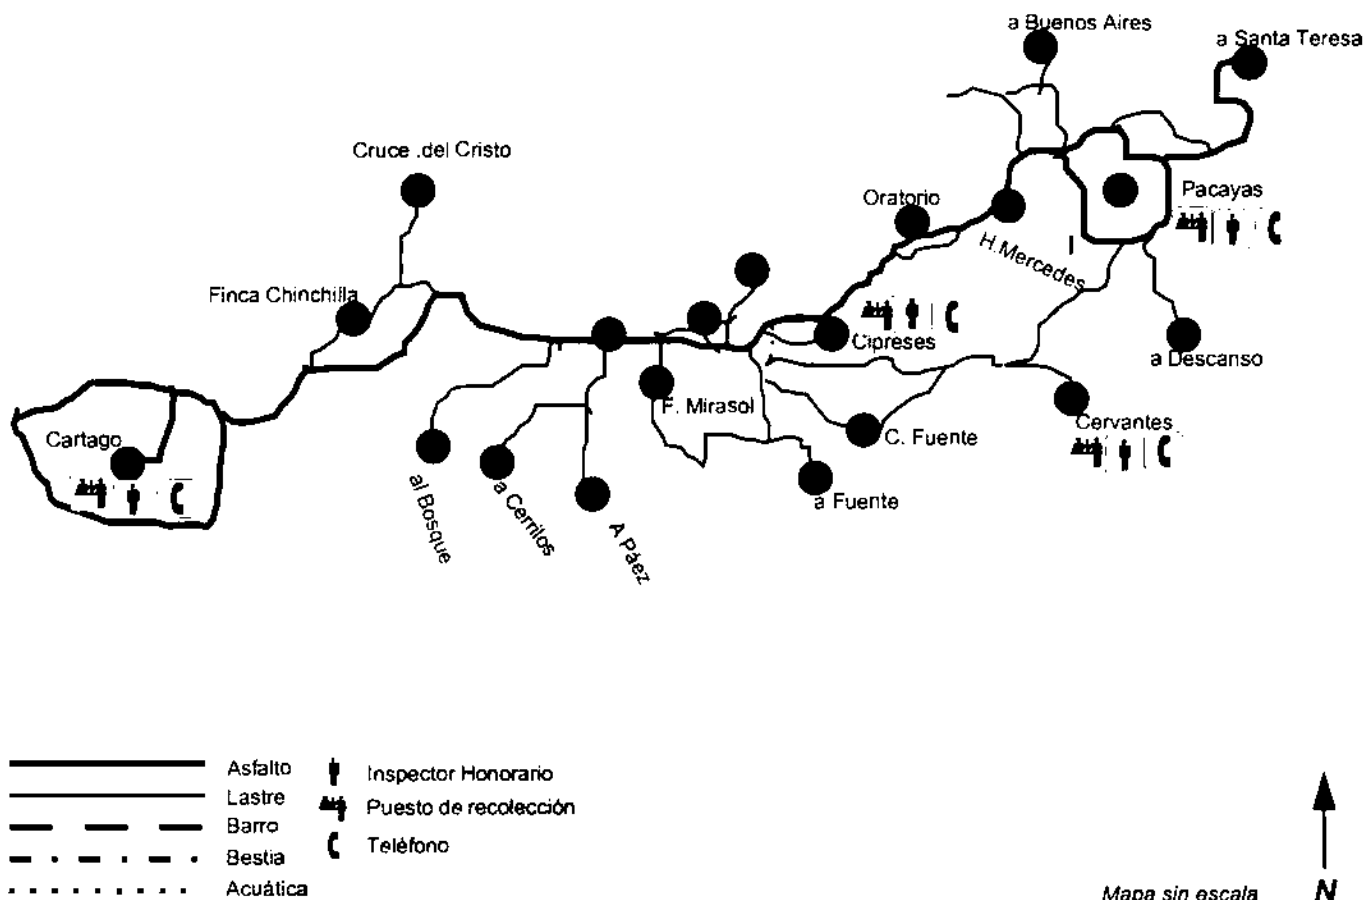 a Buenos Aires
a Santa Teresa
Cruce .del Cristo
Oratorio
Pacayas
H.Mercedes
Finca Chinchilla
Cipreses
a Descanso
F. Mirasol
Cartago
C. Fuente
Cervantes
a Fuente
al Bosque
a Cerrilos
A Páez
Asfalto
Lastre
Barro
Bestia
Acuática
Inspector Honorario
Puesto de recolección
Teléfono
Mapa sin escala
N